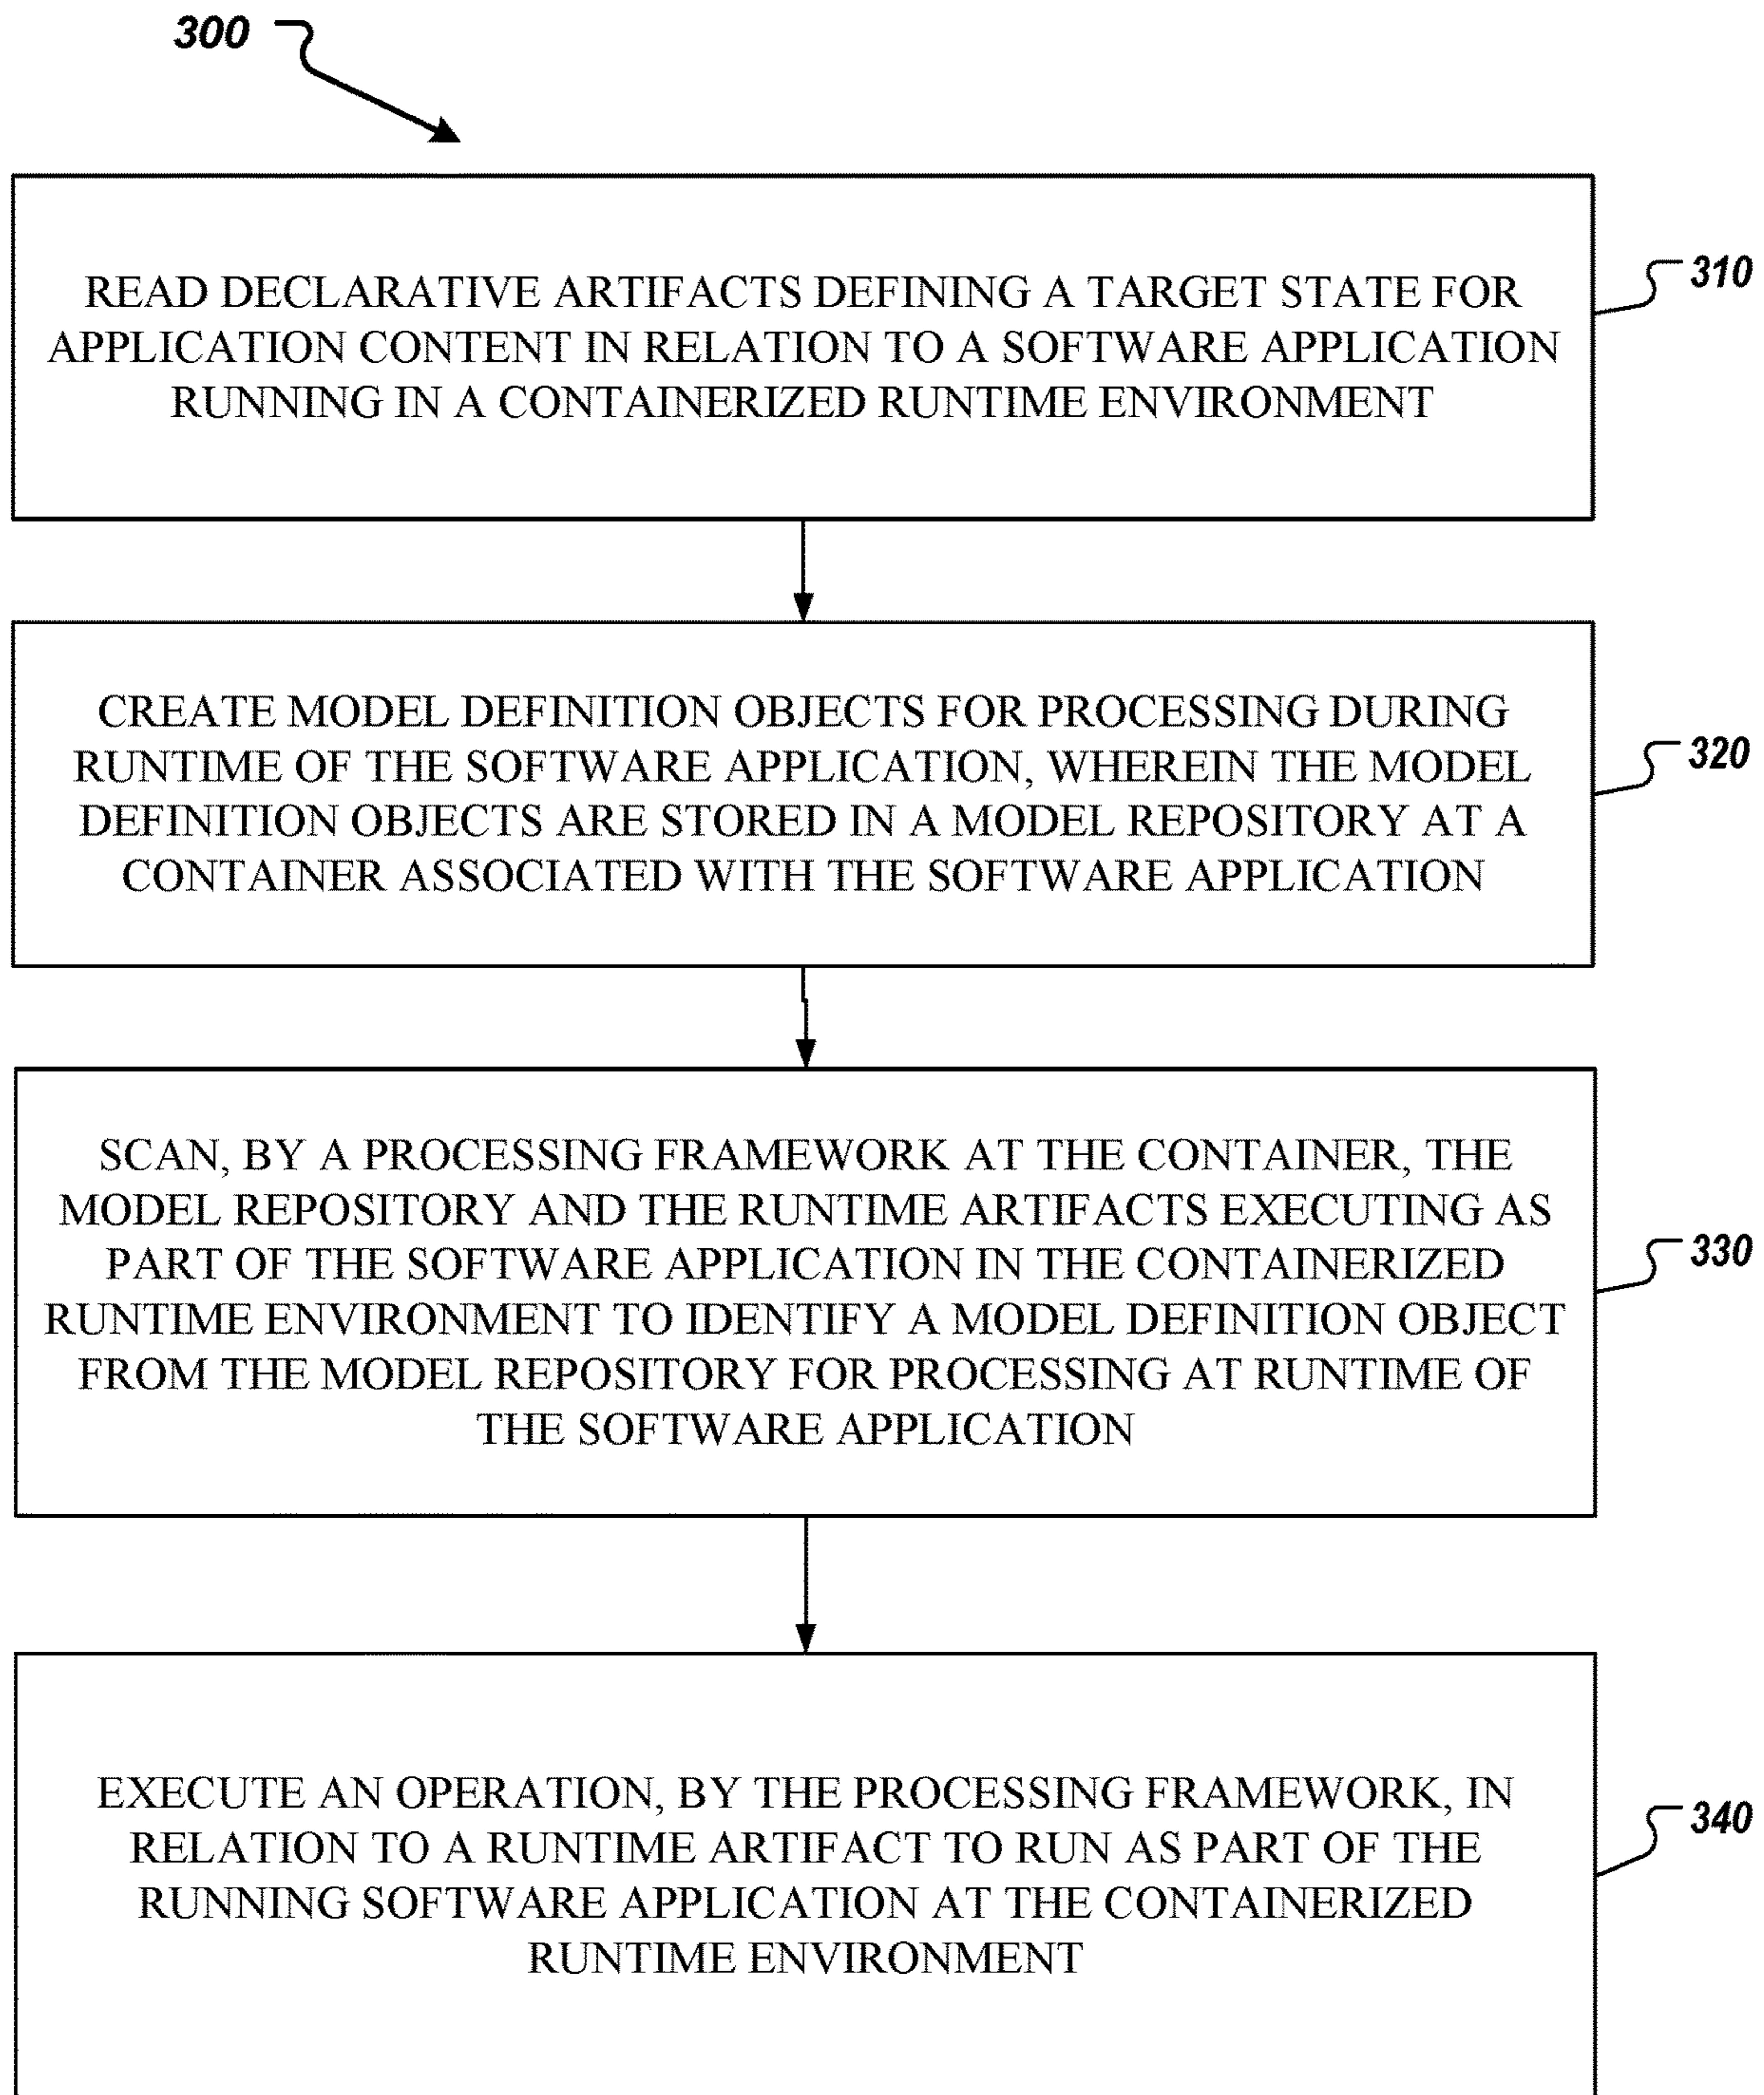 300
READ DECLARATIVE ARTIFACTS DEFINING A TARGET STATE FOR
APPLICATION CONTENT IN RELATION TO A SOFTWARE APPLICATION
RUNNING IN A CONTAINERIZED RUNTIME ENVIRONMENT
310
CREATE MODEL DEFINITION OBJECTS FOR PROCESSING DURING
RUNTIME OF THE SOFTWARE APPLICATION, WHEREIN THE MODEL
DEFINITION OBJECTS ARE STORED IN A MODEL REPOSITORY AT A
CONTAINER ASSOCIATED WITH THE SOFTWARE APPLICATION
320
SCAN, BY A PROCESSING FRAMEWORK AT THE CONTAINER, THE
MODEL REPOSITORY AND THE RUNTIME ARTIFACTS EXECUTING AS
PART OF THE SOFTWARE APPLICATION IN THE CONTAINERIZED
RUNTIME ENVIRONMENT TO IDENTIFY A MODEL DEFINITION OBJECT
FROM THE MODEL REPOSITORY FOR PROCESSING AT RUNTIME OF
THE SOFTWARE APPLICATION
330
EXECUTE AN OPERATION, BY THE PROCESSING FRAMEWORK, IN
RELATION TO A RUNTIME ARTIFACT TO RUN AS PART OF THE
RUNNING SOFTWARE APPLICATION AT THE CONTAINERIZED
RUNTIME ENVIRONMENT
340